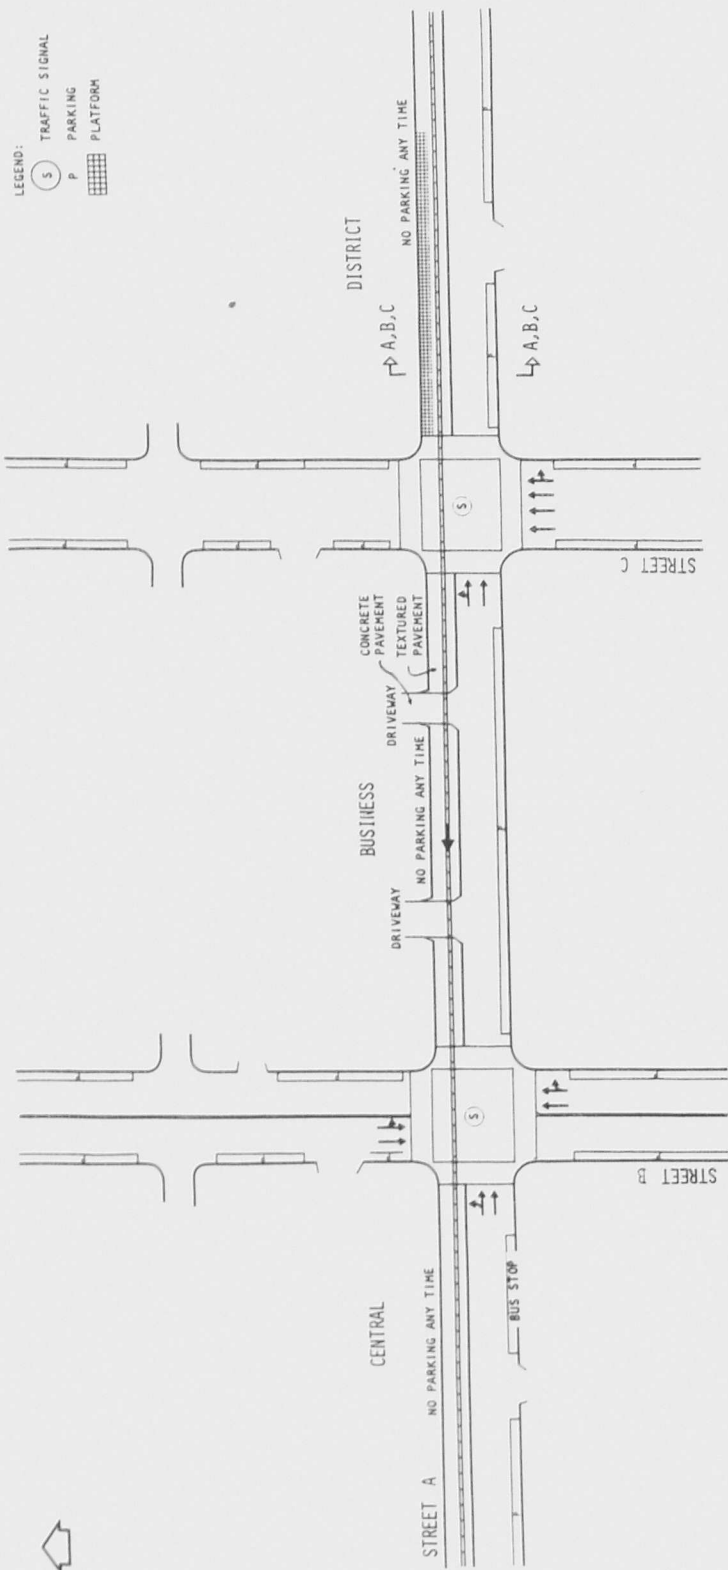 LEGEND:
S TRAFFIC SIGNAL
P PARKING
PLATFORM
CENTRAL
BUSINESS
DISTRICT
STREET A
NO PARKING ANY TIME
BUS STOP
STREET B
S
DRIVEWAY
NO PARKING ANY TIME
DRIVEWAY
CONCRETE
PAVEMENT
TEXTURED
PAVEMENT
STREET C
S
A,B,C
A,B,C
NO PARKING ANY TIME